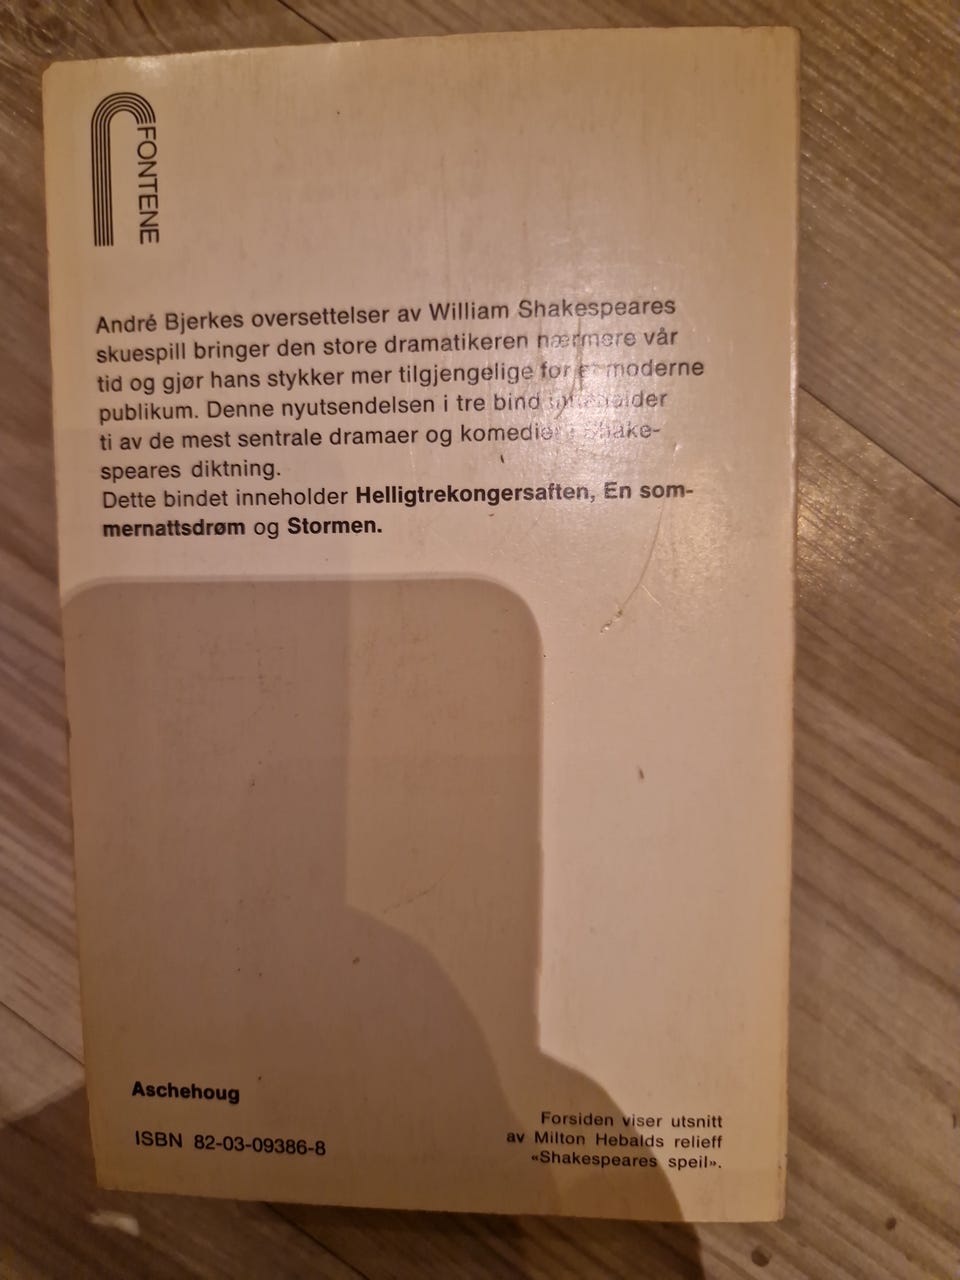 FONTENE
André Bjerkes oversettelser av William Shakespeares
skuespill bringer den store dramatikeren nærmere vår
tid og gjør hans stykker mer tilgjengelige for et moderne
publikum. Denne nyutsendelsen i tre bind inneholder
ti av de mest sentrale dramaer og komedier i Shake-
speares diktning.
Dette bindet inneholder Helligtrekongersaften, En som-
mernattsdrøm og Stormen.
Aschehoug
ISBN 82-03-09386-8
Forsiden viser utsnitt
av Milton Hebalds relieff
«Shakespeares speil».